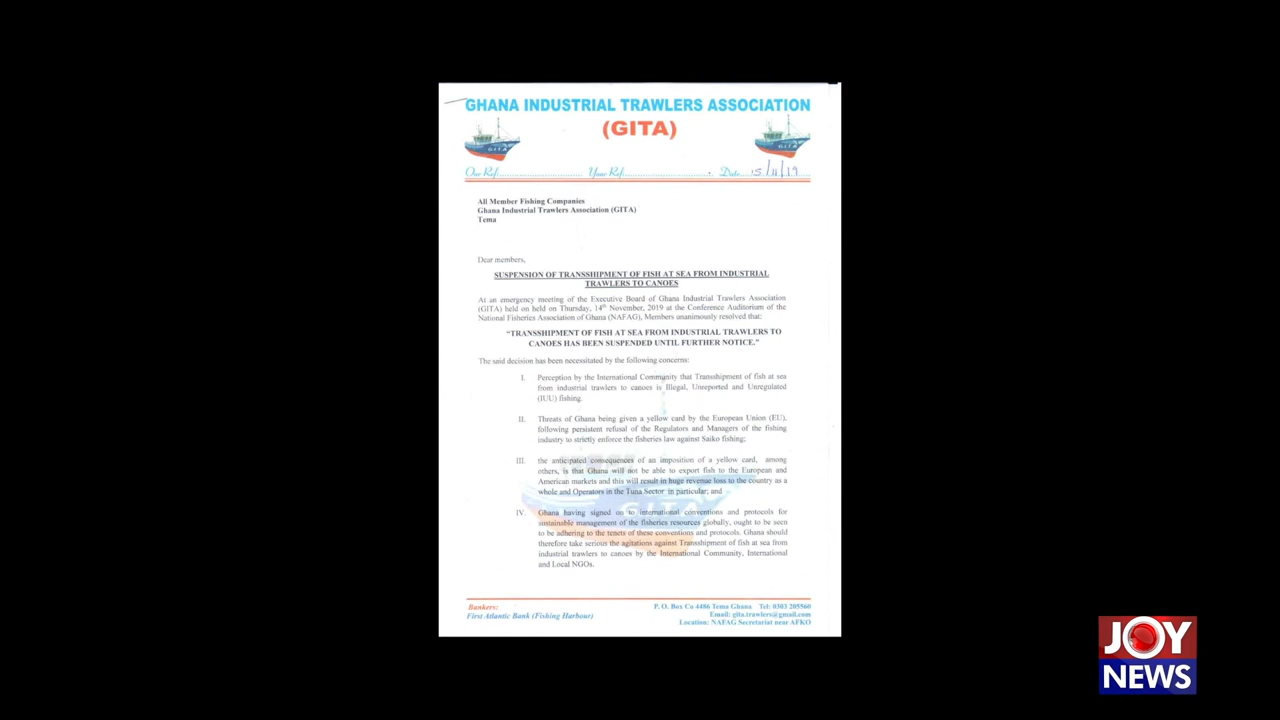 GHANA INDUSTRIAL TRAWLERS ASSOCIATION
(GITA)
GITA
GITA
Our Ref.............................. Your Ref.............................. Date....15/11/19
All Member Fishing Companies
Ghana Industrial Trawlers Association (GITA)
Tema
Dear members,
SUSPENSION OF TRANSSHIPMENT OF FISH AT SEA FROM INDUSTRIAL
TRAWLERS TO CANOES
At an emergency meeting of the Executive Board of Ghana Industrial Trawlers Association
(GITA) held on held on Thursday, 14th November, 2019 at the Conference Auditorium of the
National Fisheries Association of Ghana (NAFAG), Members unanimously resolved that:
"TRANSSHIPMENT OF FISH AT SEA FROM INDUSTRIAL TRAWLERS TO
CANOES HAS BEEN SUSPENDED UNTIL FURTHER NOTICE."
The said decision has been necessitated by the following concerns:
I. Perception by the International Community that Transshipment of fish at sea
from industrial trawlers to canoes is Illegal, Unreported and Unregulated
(IUU) fishing.
II. Threats of Ghana being given a yellow card by the European Union (EU),
following persistent refusal of the Regulators and Managers of the fishing
industry to strictly enforce the fisheries law against Saiko fishing;
III. the anticipated consequences of an imposition of a yellow card, among
others, is that Ghana will not be able to export fish to the European and
American markets and this will result in huge revenue loss to the country as a
whole and Operators in the Tuna Sector in particular; and
IV. Ghana having signed on to international conventions and protocols for
sustainable management of the fisheries resources globally, ought to be seen
to be adhering to the tenets of these conventions and protocols. Ghana should
therefore take serious the agitations against Transshipment of fish at sea from
industrial trawlers to canoes by the International Community, International
and Local NGOs.
GITA
Bankers:
First Atlantic Bank (Fishing Harbour)
P. O. Box Co 4486 Tema Ghana Tel: 0303 205560
Email: gita.trawlers@gmail.com
Location: NAFAG Secretariat near AFKO
JOY
NEWS